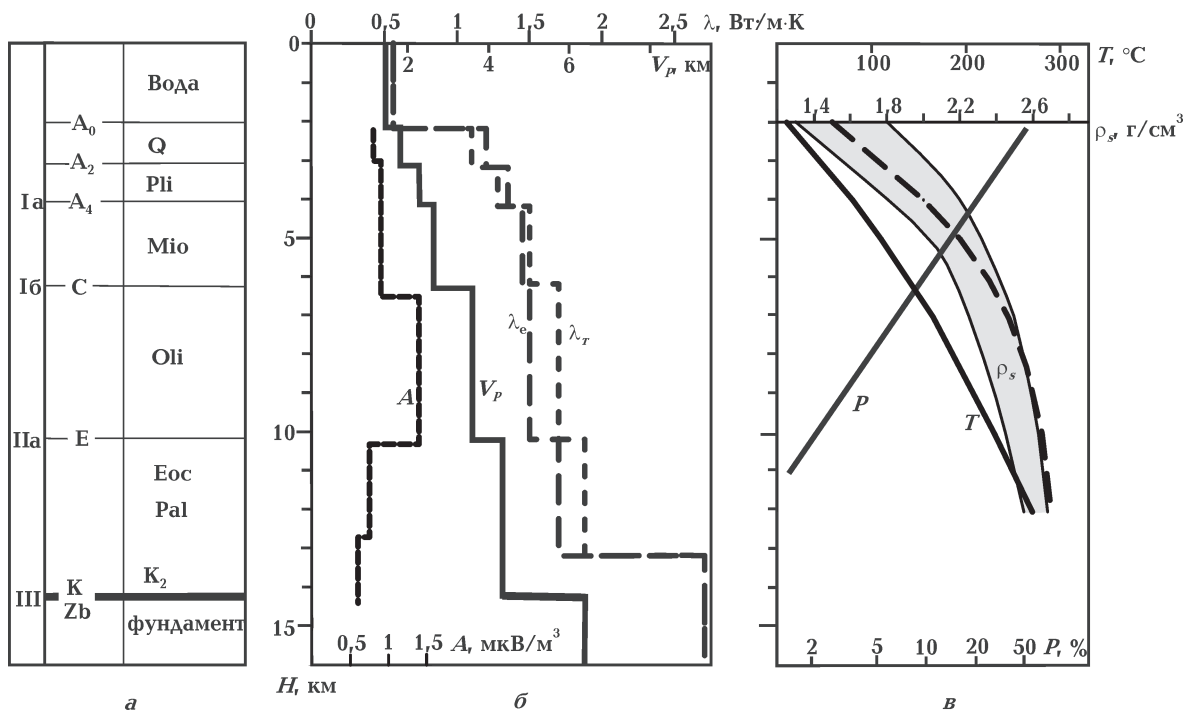 0 0,5 1 1,5 2 2,5 λ, Вт/м·К
0 2 4 6 Vp, км
5
10
15
0,5 1 1,5 A, мкВ/м³
H, км
Вода
A₀
Q
A₂
Pli
Iа A₄
Mio
Iб C
Oli
IIа E
Eoc
Pal
K₂
K
III
Zb
фундамент
λe
λT
A
Vp
100 200 300 T, °C
1,4 1,8 2,2 2,6
ρs, г/см³
ρs
P
T
2 5 10 20 50 P, %
а
б
в